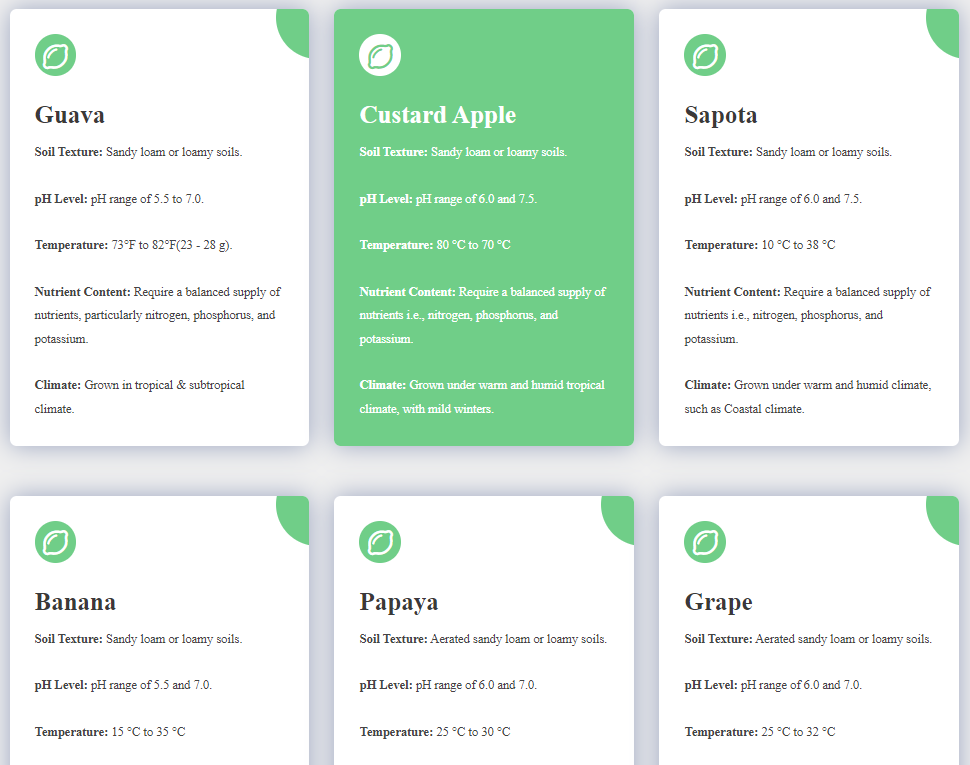 Guava
Soil Texture: Sandy loam or loamy soils.
pH Level: pH range of 5.5 to 7.0.
Temperature: 73°F to 82°F(23 - 28 g).
Nutrient Content: Require a balanced supply of
nutrients, particularly nitrogen, phosphorus, and
potassium.
Climate: Grown in tropical & subtropical
climate.
Custard Apple
Soil Texture: Sandy loam or loamy soils.
pH Level: pH range of 6.0 and 7.5.
Temperature: 80 °C to 70 °C
Nutrient Content: Require a balanced supply of
nutrients i.e., nitrogen, phosphorus, and
potassium.
Climate: Grown under warm and humid tropical
climate, with mild winters.
Sapota
Soil Texture: Sandy loam or loamy soils.
pH Level: pH range of 6.0 and 7.5.
Temperature: 10 °C to 38 °C
Nutrient Content: Require a balanced supply of
nutrients i.e., nitrogen, phosphorus, and
potassium.
Climate: Grown under warm and humid climate,
such as Coastal climate.
Banana
Soil Texture: Sandy loam or loamy soils.
pH Level: pH range of 5.5 and 7.0.
Temperature: 15 °C to 35 °C
Papaya
Soil Texture: Aerated sandy loam or loamy soils.
pH Level: pH range of 6.0 and 7.0.
Temperature: 25 °C to 30 °C
Grape
Soil Texture: Aerated sandy loam or loamy soils.
pH Level: pH range of 6.0 and 7.0.
Temperature: 25 °C to 32 °C